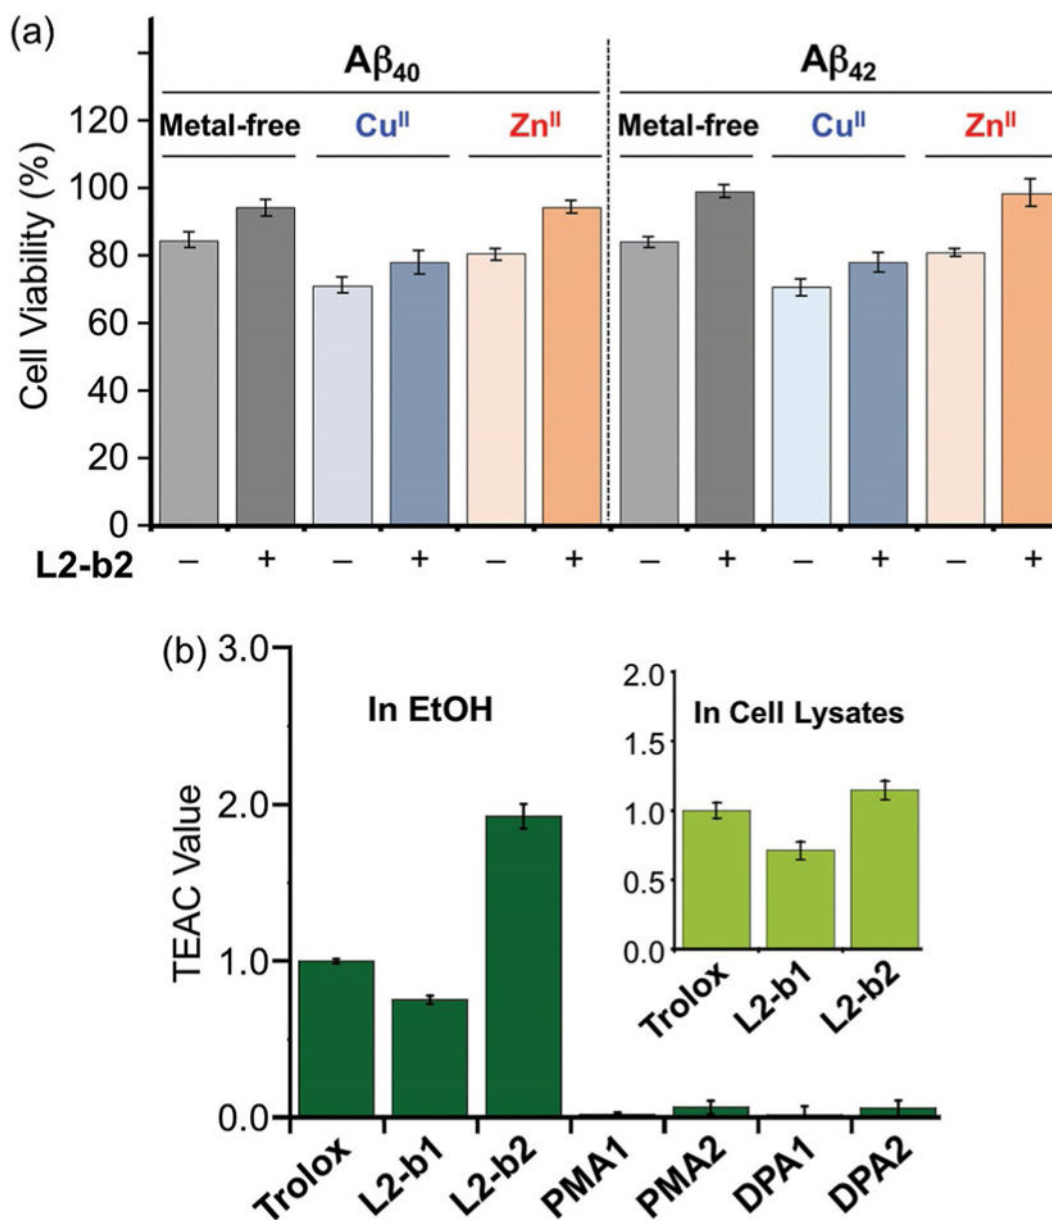 (a)
Aβ40 Aβ42
Metal-free Cuᴵᴵ Znᴵᴵ Metal-free Cuᴵᴵ Znᴵᴵ
Cell Viability (%)
120
100
80
60
40
20
0
L2-b2 – + – + – + – + – + – +
(b)
In EtOH
TEAC Value
3.0
2.0
1.0
0.0
Trolox L2-b1 L2-b2 PMA1 PMA2 DPA1 DPA2
In Cell Lysates
2.0
1.5
1.0
0.5
0.0
Trolox L2-b1 L2-b2